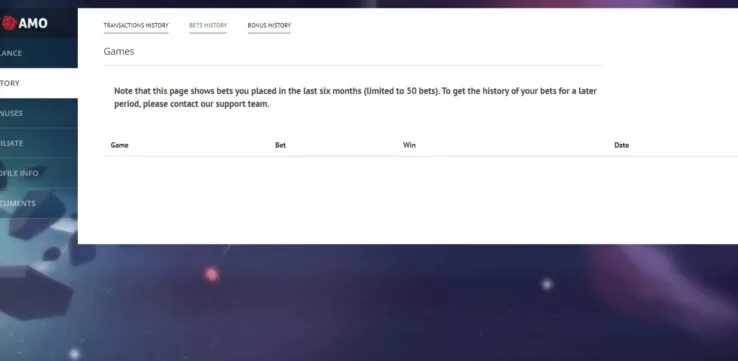 AMO
LANCE
TORY
NUSES
ILIATE
OFILE INFO
CUMENTS
TRANSACTIONS HISTORY BETS HISTORY BONUS HISTORY
Games
Note that this page shows bets you placed in the last six months (limited to 50 bets). To get the history of your bets for a later
period, please contact our support team.
Game Bet Win Date